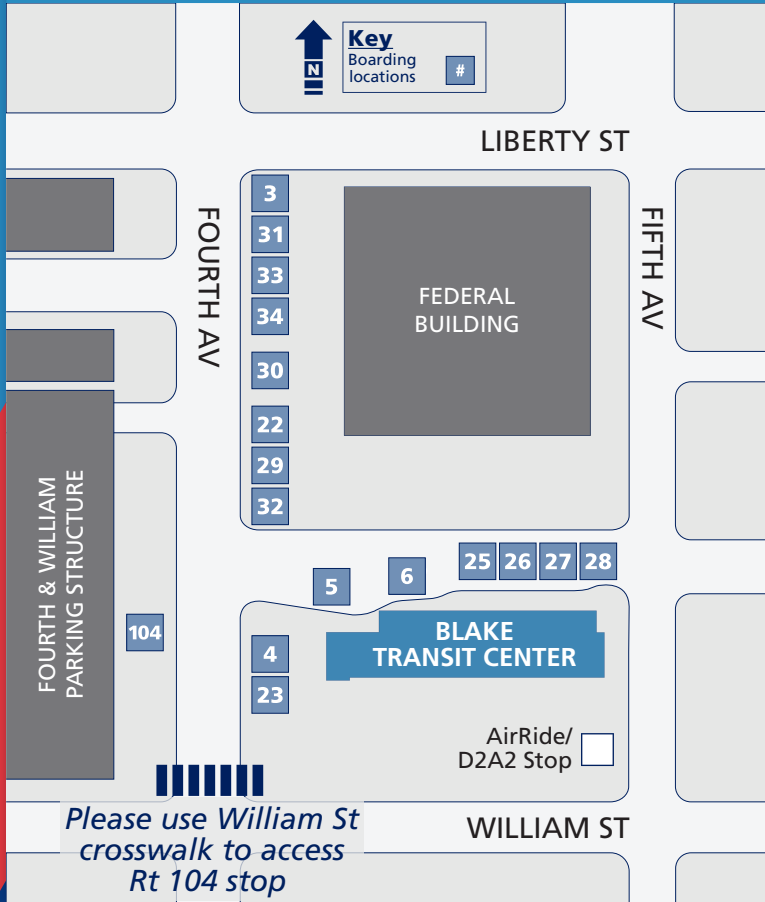 Key
Boarding
locations
#
N
LIBERTY ST
FOURTH AV
FIFTH AV
3
31
33
34
30
22
29
32
FEDERAL
BUILDING
FOURTH & WILLIAM
PARKING STRUCTURE
104
5
6
25 26 27 28
4
23
BLAKE
TRANSIT CENTER
AirRide/
D2A2 Stop
Please use William St
crosswalk to access
Rt 104 stop
WILLIAM ST